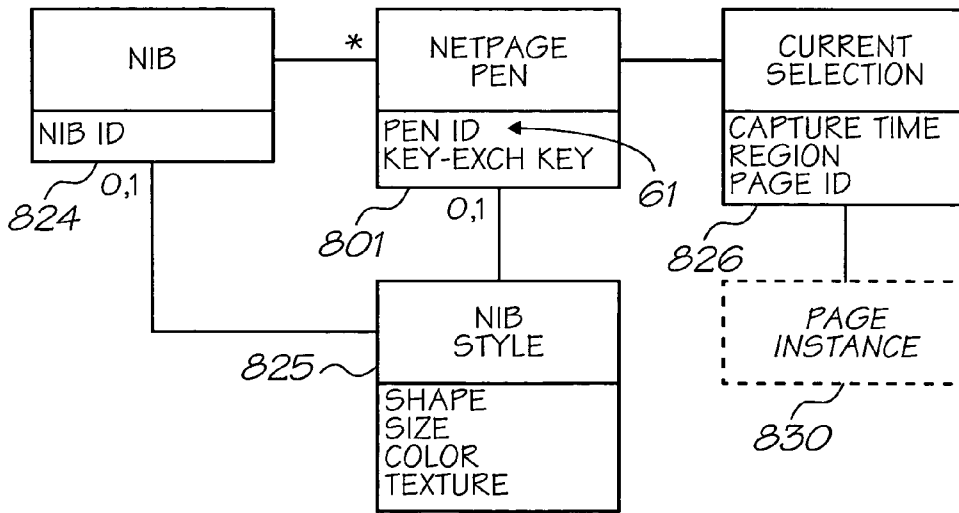 NIB
NIB ID
824
0,1
*
NETPAGE
PEN
PEN ID
KEY-EXCH KEY
61
801
0,1
CURRENT
SELECTION
CAPTURE TIME
REGION
PAGE ID
826
NIB
STYLE
825
SHAPE
SIZE
COLOR
TEXTURE
PAGE
INSTANCE
830